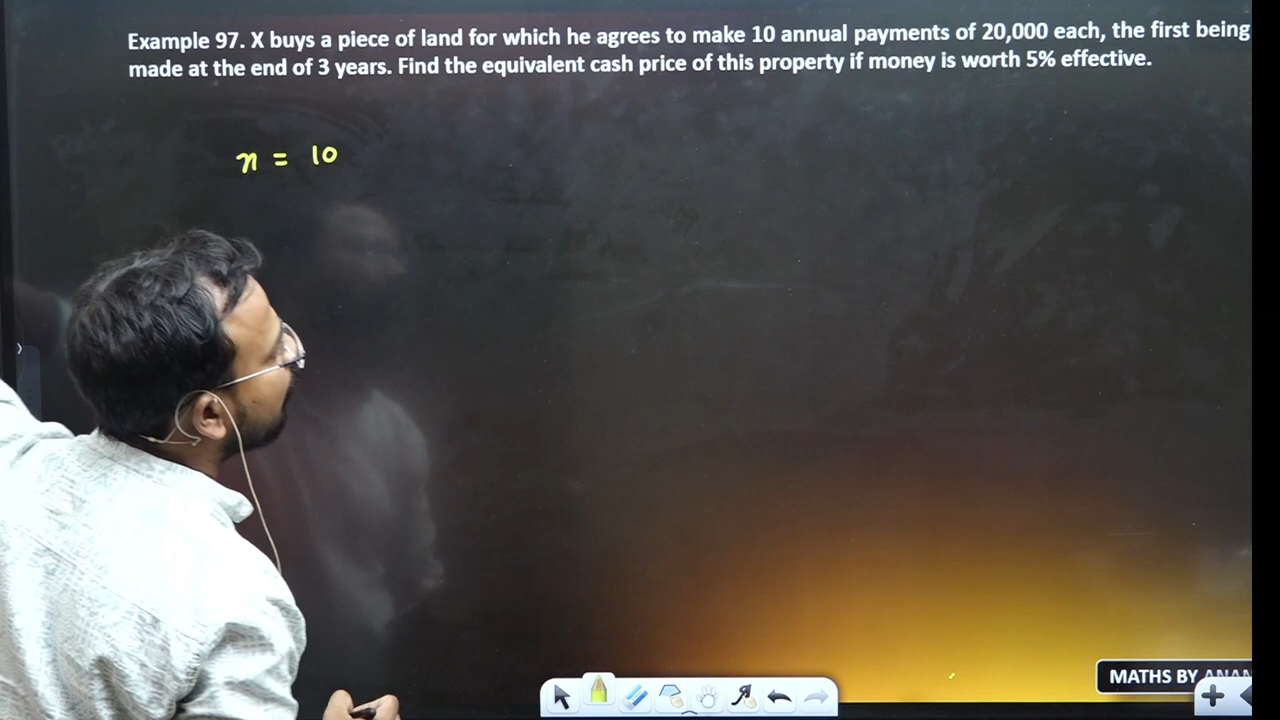 Example 97. X buys a piece of land for which he agrees to make 10 annual payments of 20,000 each, the first being
made at the end of 3 years. Find the equivalent cash price of this property if money is worth 5% effective.
n = 10
MATHS BY ANAN